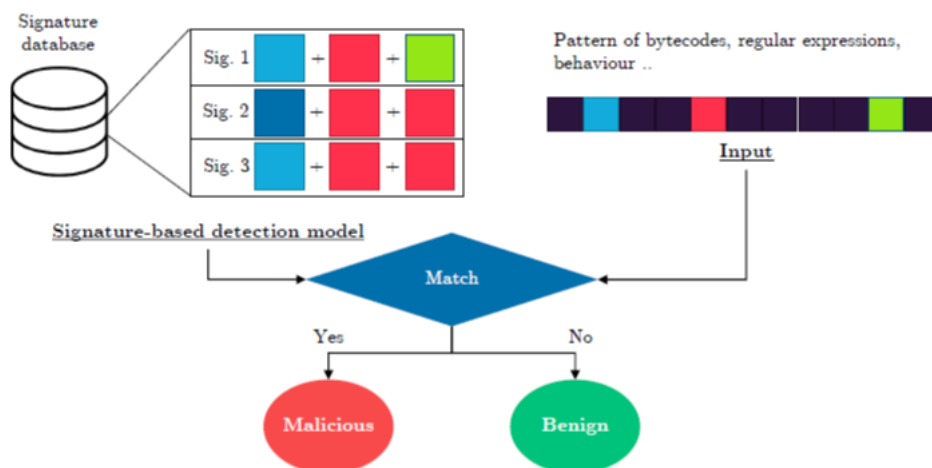 Signature
database
Sig. 1 + +
Sig. 2 + +
Sig. 3 + +
Pattern of bytecodes, regular expressions,
behaviour ..
Input
Signature-based detection model
Match
Yes
No
Malicious
Benign